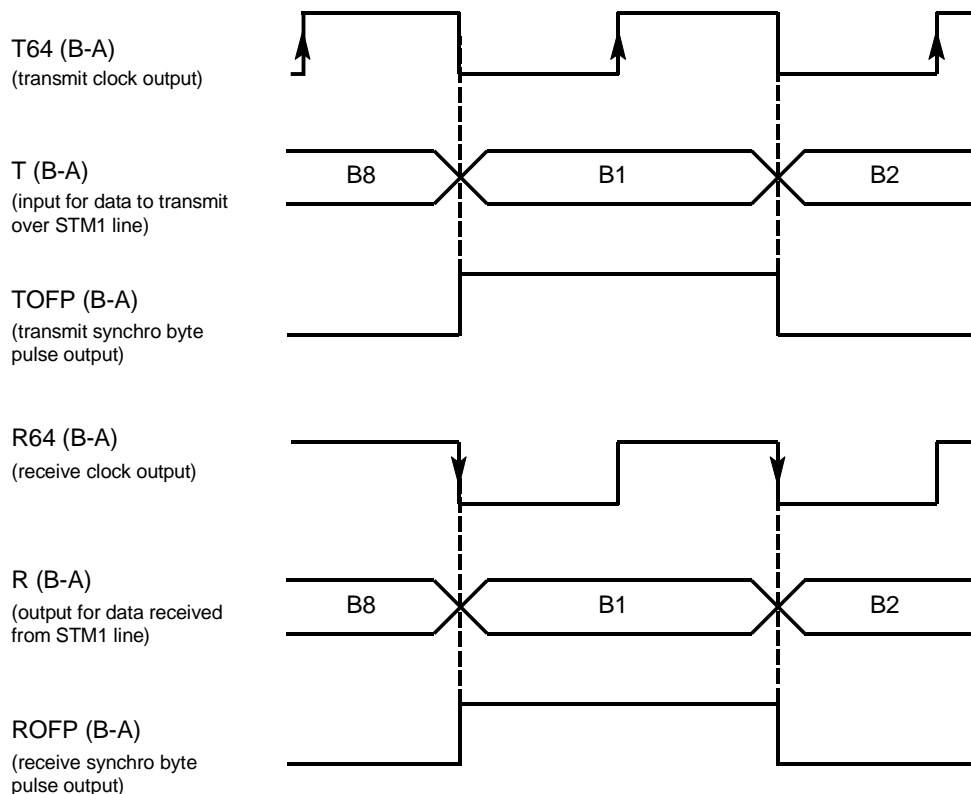 T64 (B-A)
(transmit clock output)
T (B-A)
(input for data to transmit
over STM1 line)
B8
B1
B2
TOFP (B-A)
(transmit synchro byte
pulse output)
R64 (B-A)
(receive clock output)
R (B-A)
(output for data received
from STM1 line)
B8
B1
B2
ROFP (B-A)
(receive synchro byte
pulse output)